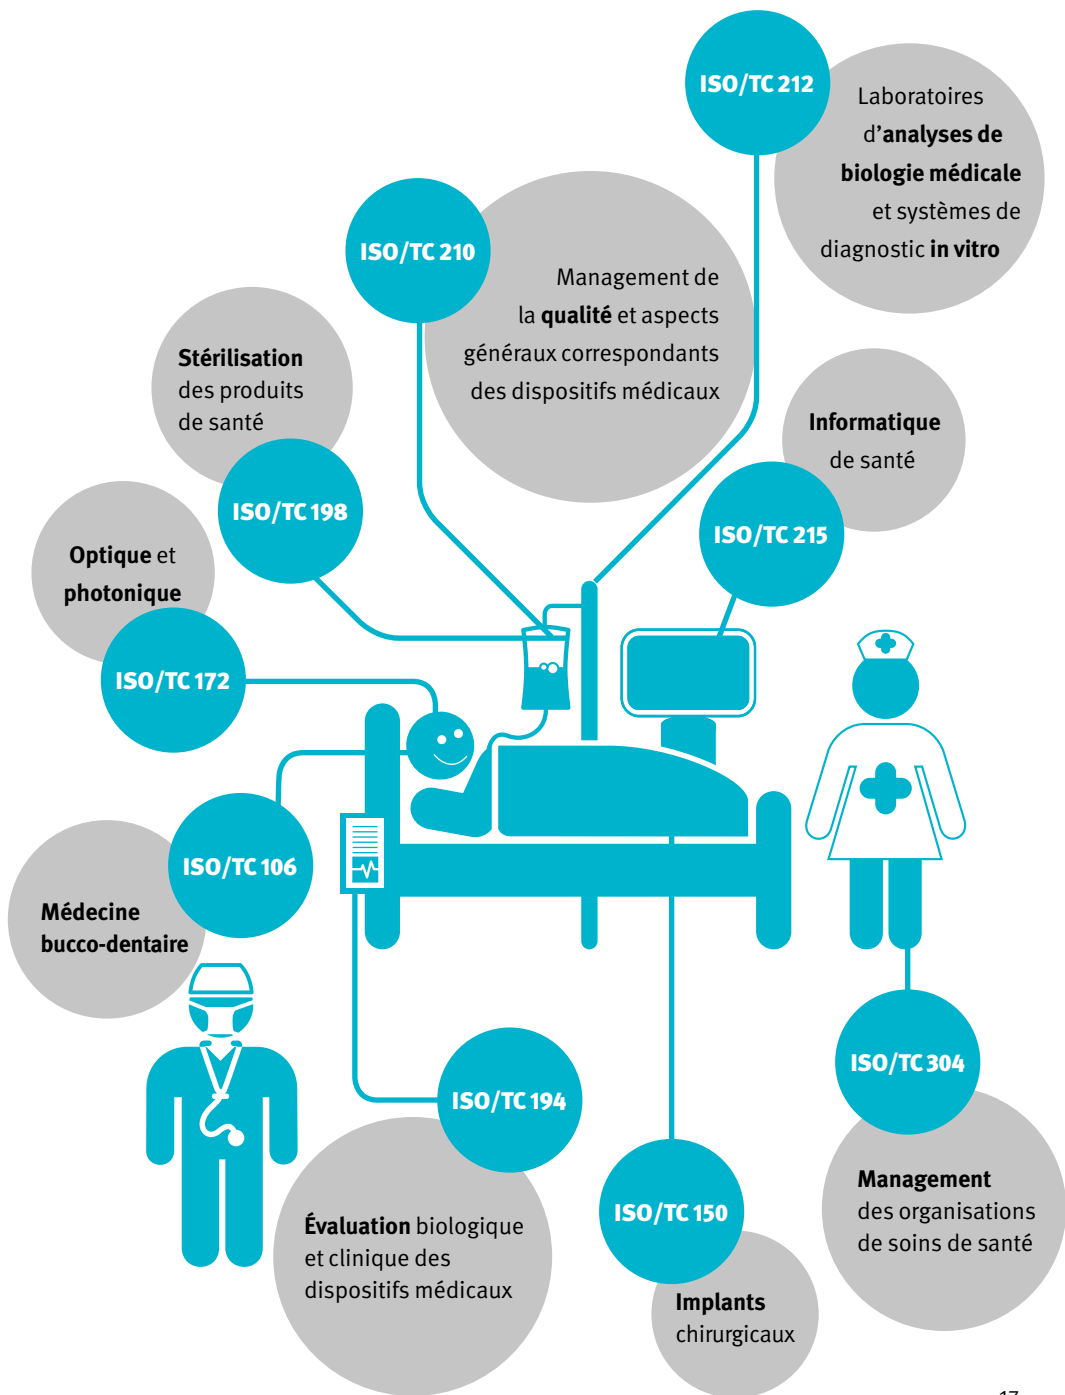 ISO/TC 212
Laboratoires
d’analyses de
biologie médicale
et systèmes de
diagnostic in vitro
ISO/TC 210
Management de
la qualité et aspects
généraux correspondants
des dispositifs médicaux
Stérilisation
des produits
de santé
ISO/TC 198
Informatique
de santé
ISO/TC 215
Optique et
photonique
ISO/TC 172
ISO/TC 106
Médecine
bucco-dentaire
ISO/TC 194
Évaluation biologique
et clinique des
dispositifs médicaux
ISO/TC 150
Implants
chirurgicaux
ISO/TC 304
Management
des organisations
de soins de santé